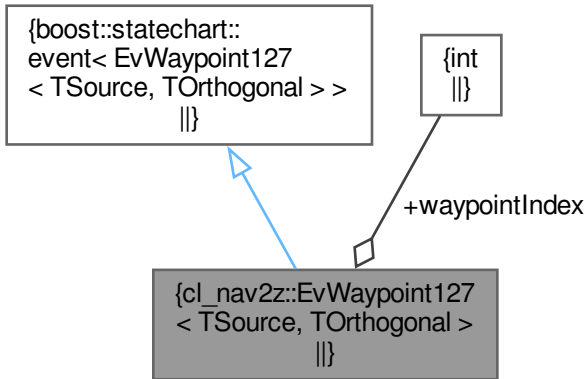 {boost::statechart::
event< EvWaypoint127
< TSource, TOrthogonal > >
||}
{int
||}
+waypointIndex
{cl_nav2z::EvWaypoint127
< TSource, TOrthogonal >
||}